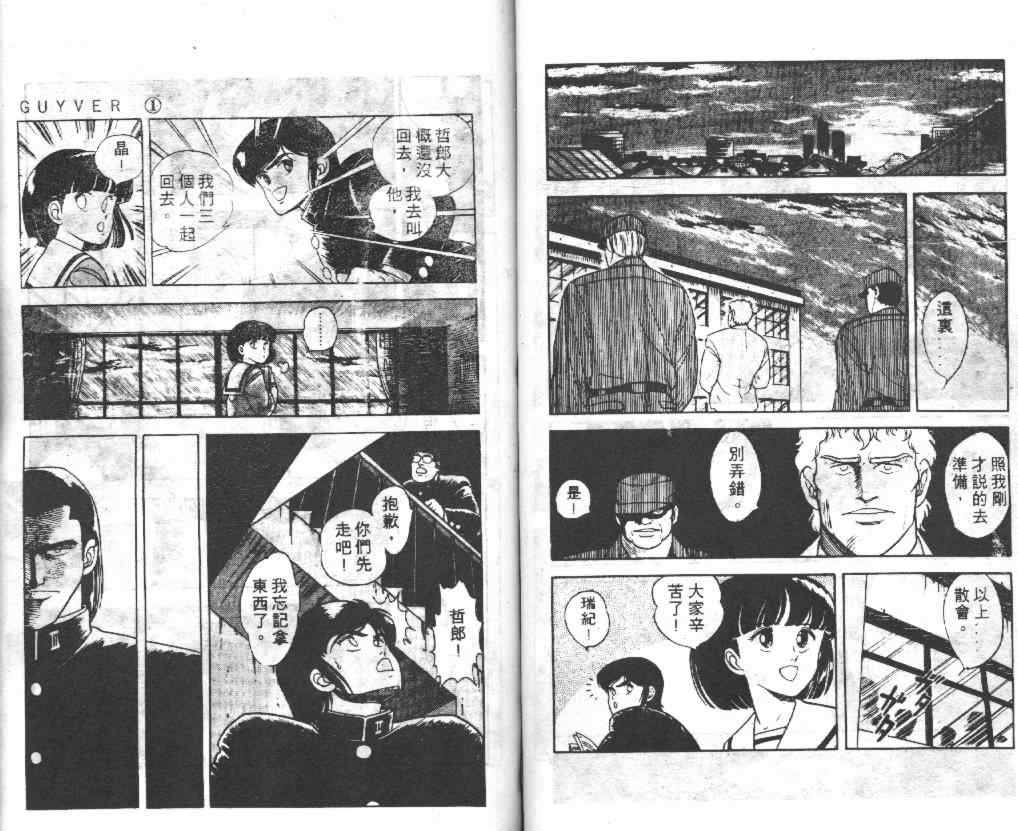 這裏‥‥‥
照我剛
才說的去
準備，
別弄錯。
是！
以上‥‥
散會。
大家辛
苦了！
瑞紀！
GUYVER ①
哲郎大
概還沒
回去，
我去叫
他，
我們三
個人一起
回去。
晶！
‥‥‥
抱歉，
你們先
走吧！
哲郎！
我忘記拿
東西了。
II
II